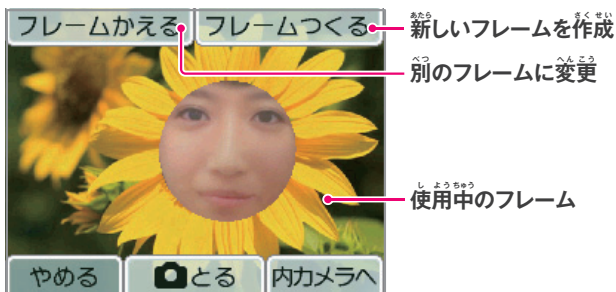 フレームかえる フレームつくる
新しいフレームを作成
別のフレームに変更
使用中のフレーム
やめる とる 内カメラへ